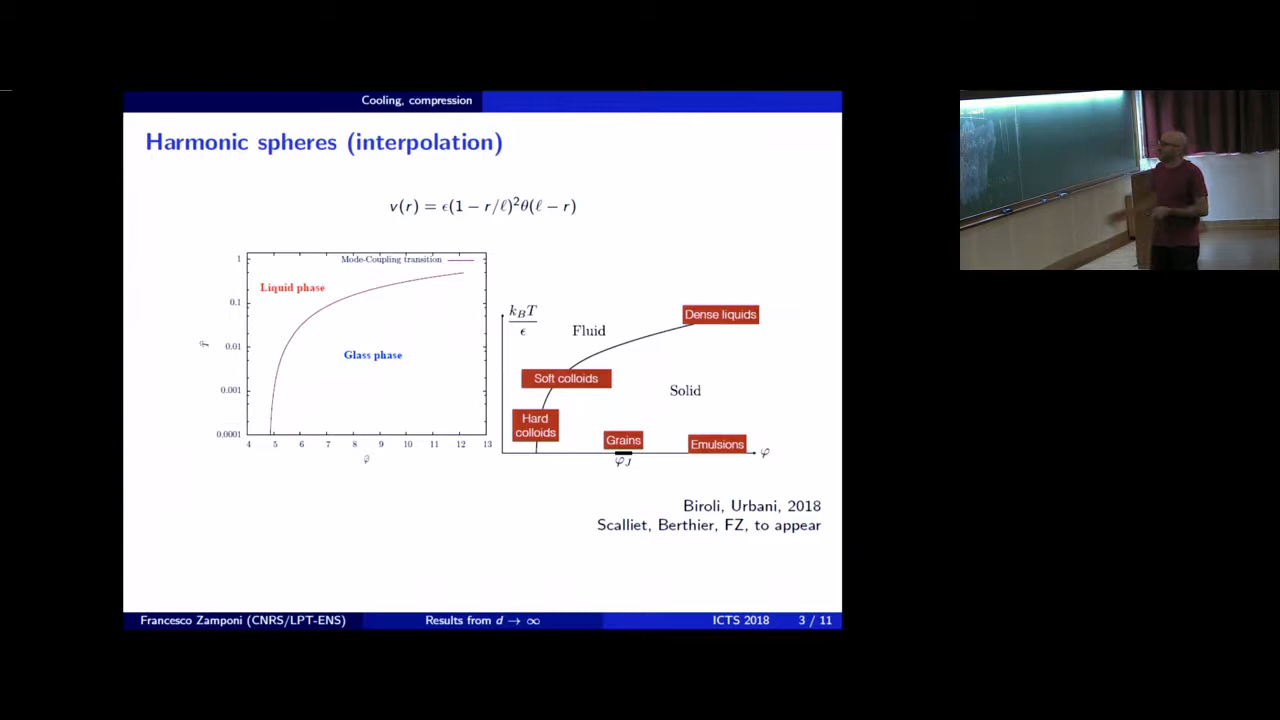 Cooling, compression
Harmonic spheres (interpolation)
v(r) = ϵ(1 − r/ℓ)²θ(ℓ − r)
1
0.1
0.01
0.001
0.0001
Mode-Coupling transition
Liquid phase
Glass phase
T̂
4 5 6 7 8 9 10 11 12 13
φ̂
k_B T
ϵ
Fluid
Dense liquids
Soft colloids
Solid
Hard
colloids
Grains
Emulsions
φ_J
φ
Biroli, Urbani, 2018
Scalliet, Berthier, FZ, to appear
Francesco Zamponi (CNRS/LPT-ENS) Results from d → ∞ ICTS 2018 3 / 11